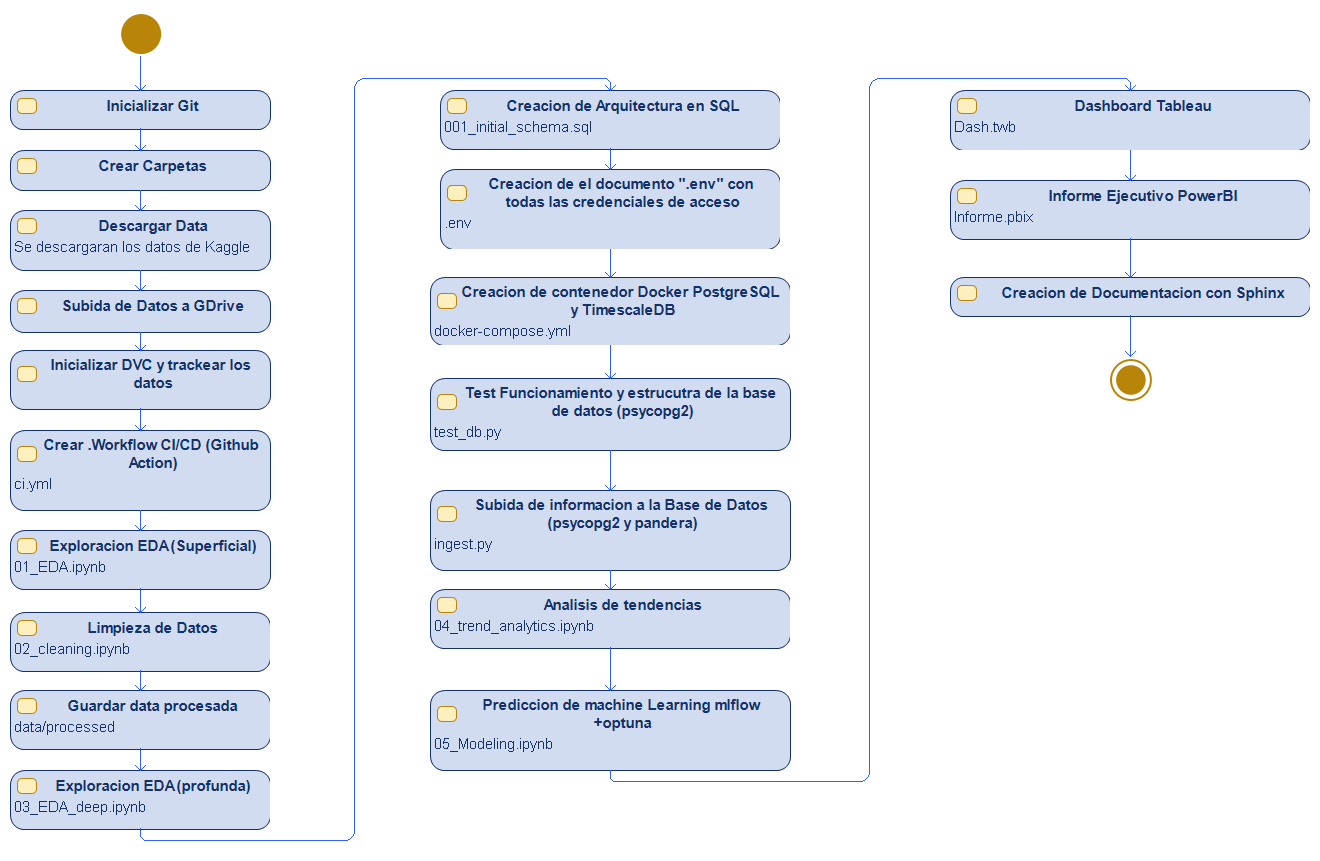 Inicializar Git
Crear Carpetas
Descargar Data
Se descargaran los datos de Kaggle
Subida de Datos a GDrive
Inicializar DVC y trackear los
datos
Crear .Workflow CI/CD (Github
Action)
ci.yml
Exploracion EDA (Superficial)
01_EDA.ipynb
Limpieza de Datos
02_cleaning.ipynb
Guardar data procesada
data/processed
Exploracion EDA (profunda)
03_EDA_deep.ipynb
Creacion de Arquitectura en SQL
001_initial_schema.sql
Creacion de el documento ".env" con
todas las credenciales de acceso
.env
Creacion de contenedor Docker PostgreSQL
y TimescaleDB
docker-compose.yml
Test Funcionamiento y estrucutra de la base
de datos (psycopg2)
test_db.py
Subida de informacion a la Base de Datos
(psycopg2 y pandera)
ingest.py
Analisis de tendencias
04_trend_analytics.ipynb
Prediccion de machine Learning mlflow
+optuna
05_Modeling.ipynb
Dashboard Tableau
Dash.twb
Informe Ejecutivo PowerBI
Informe.pbix
Creacion de Documentacion con Sphinx